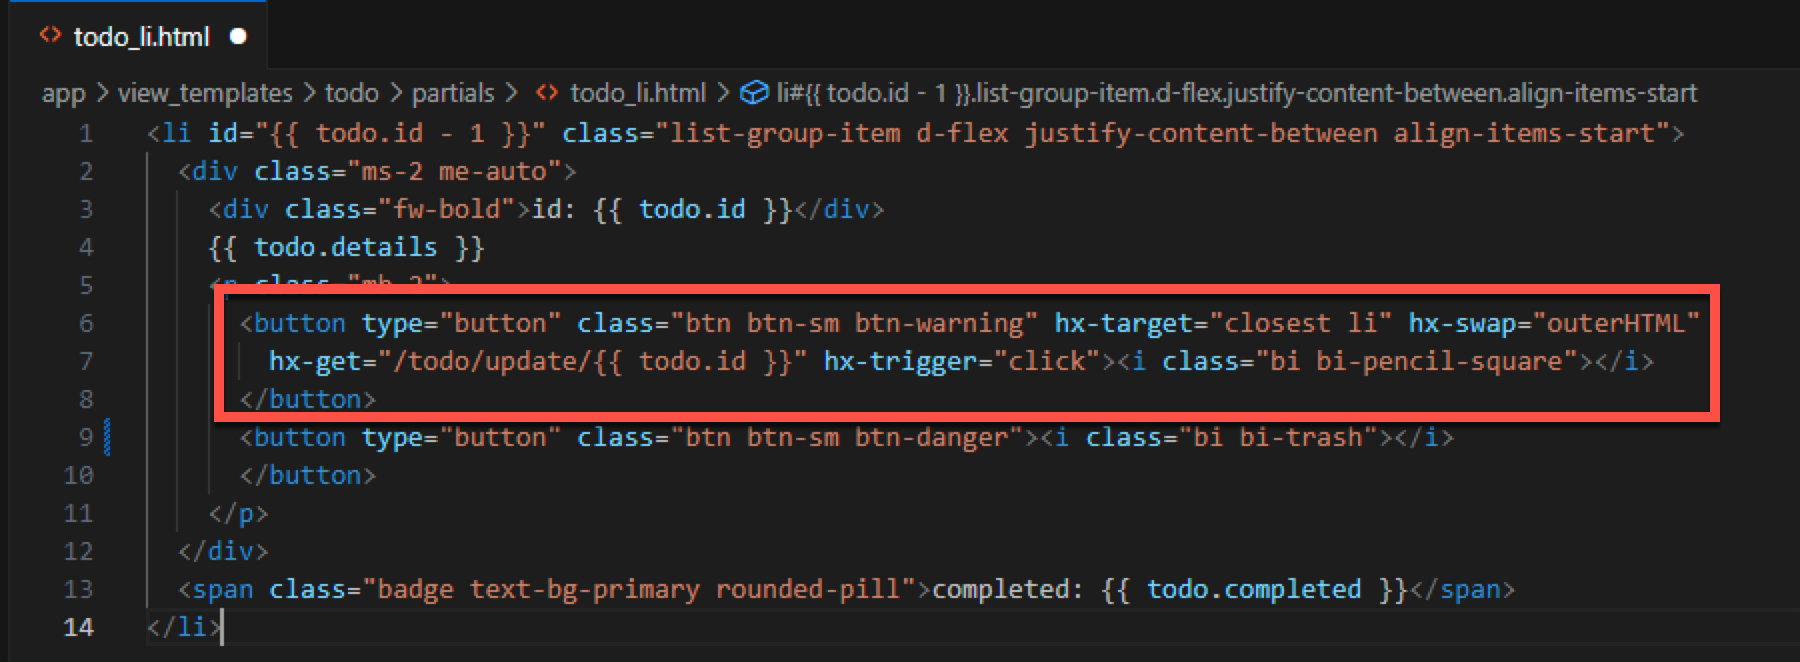 <> todo_li.html ●
app > view_templates > todo > partials > <> todo_li.html > li#{{ todo.id - 1 }}.list-group-item.d-flex.justify-content-between.align-items-start
1 <li id="{{ todo.id - 1 }}" class="list-group-item d-flex justify-content-between align-items-start">
2 <div class="ms-2 me-auto">
3 <div class="fw-bold">id: {{ todo.id }}</div>
4 {{ todo.details }}
5 <p class="mb-2">
6 <button type="button" class="btn btn-sm btn-warning" hx-target="closest li" hx-swap="outerHTML"
7 hx-get="/todo/update/{{ todo.id }}" hx-trigger="click"><i class="bi bi-pencil-square"></i>
8 </button>
9 <button type="button" class="btn btn-sm btn-danger"><i class="bi bi-trash"></i>
10 </button>
11 </p>
12 </div>
13 <span class="badge text-bg-primary rounded-pill">completed: {{ todo.completed }}</span>
14 </li>